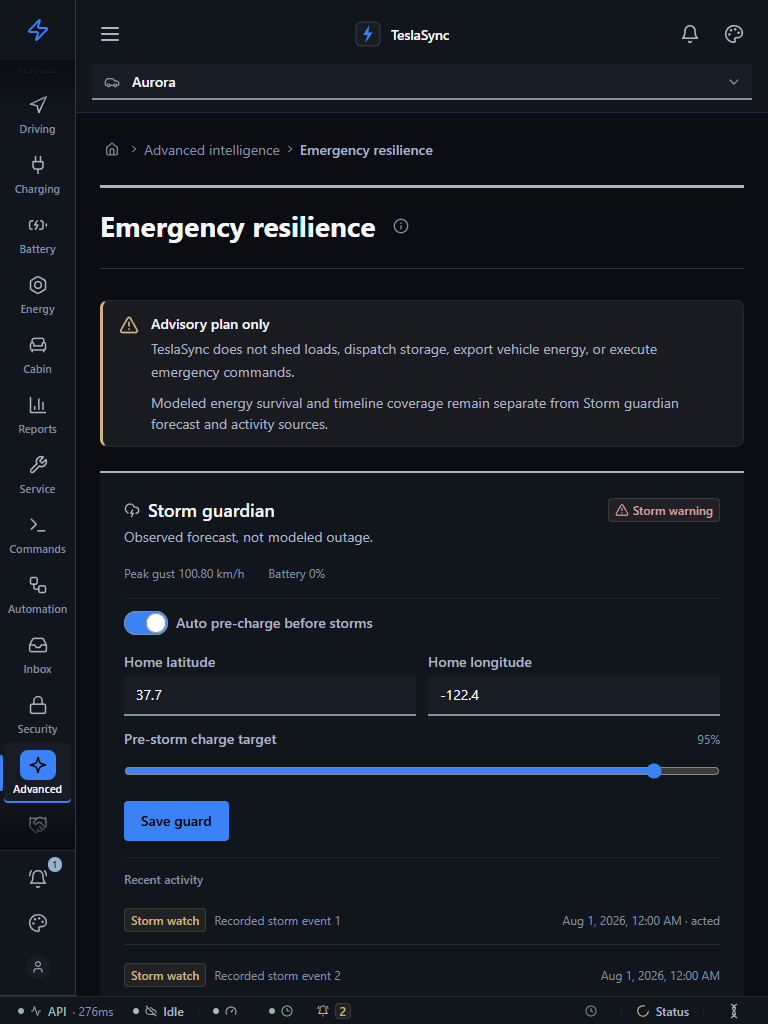 TeslaSync
Aurora
Driving
Charging
Battery
Energy
Cabin
Reports
Service
Commands
Automation
Inbox
Security
Advanced
1
Advanced intelligence
Emergency resilience
Emergency resilience
Advisory plan only
TeslaSync does not shed loads, dispatch storage, export vehicle energy, or execute
emergency commands.
Modeled energy survival and timeline coverage remain separate from Storm guardian
forecast and activity sources.
Storm guardian
Storm warning
Observed forecast, not modeled outage.
Peak gust 100.80 km/h Battery 0%
Auto pre-charge before storms
Home latitude Home longitude
37.7 -122.4
Pre-storm charge target 95%
Save guard
Recent activity
Storm watch Recorded storm event 1 Aug 1, 2026, 12:00 AM · acted
Storm watch Recorded storm event 2 Aug 1, 2026, 12:00 AM
API · 276ms Idle 2 Status